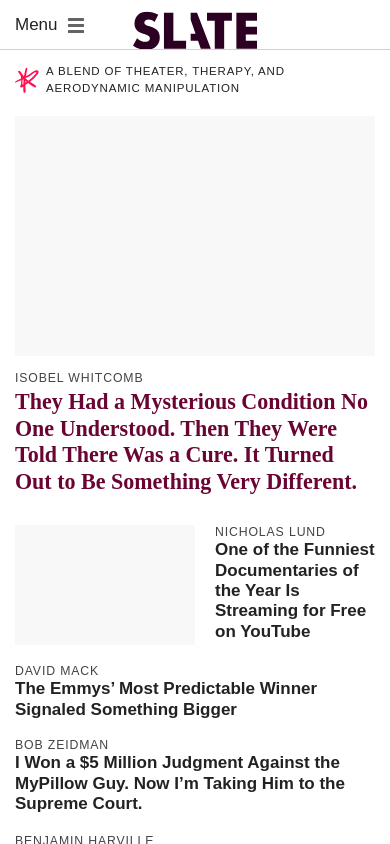 Menu
SLATE
A BLEND OF THEATER, THERAPY, AND
AERODYNAMIC MANIPULATION
ISOBEL WHITCOMB
They Had a Mysterious Condition No
One Understood. Then They Were
Told There Was a Cure. It Turned
Out to Be Something Very Different.
NICHOLAS LUND
One of the Funniest
Documentaries of
the Year Is
Streaming for Free
on YouTube
DAVID MACK
The Emmys’ Most Predictable Winner
Signaled Something Bigger
BOB ZEIDMAN
I Won a $5 Million Judgment Against the
MyPillow Guy. Now I’m Taking Him to the
Supreme Court.
BENJAMIN HARVILLE